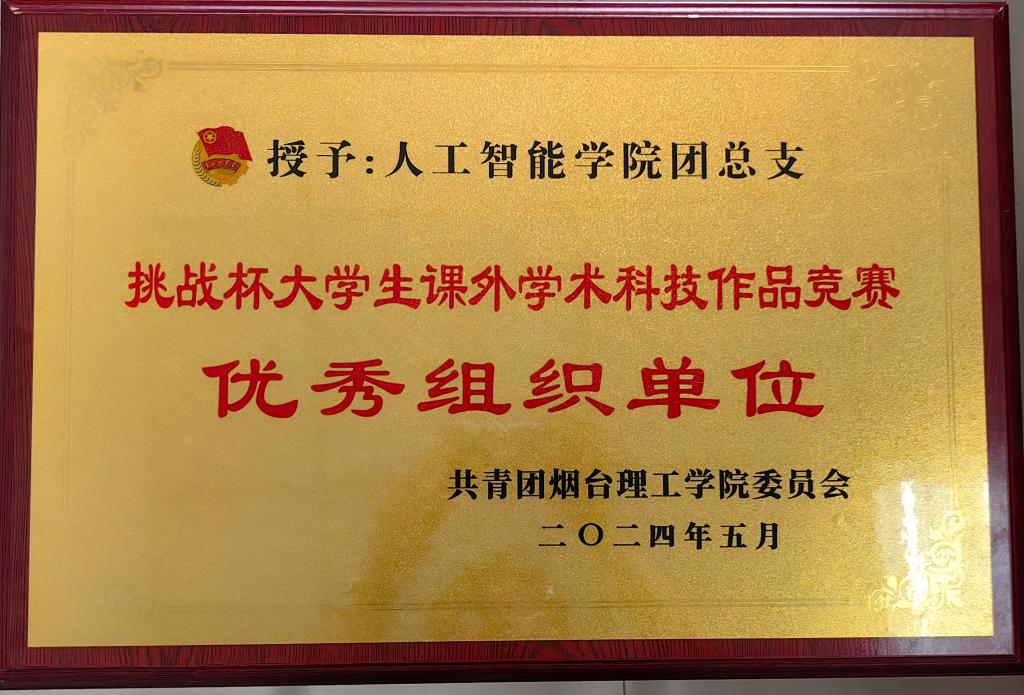 授予:人工智能学院团总支
挑战杯大学生课外学术科技作品竞赛
优秀组织单位
共青团烟台理工学院委员会
二〇二四年五月